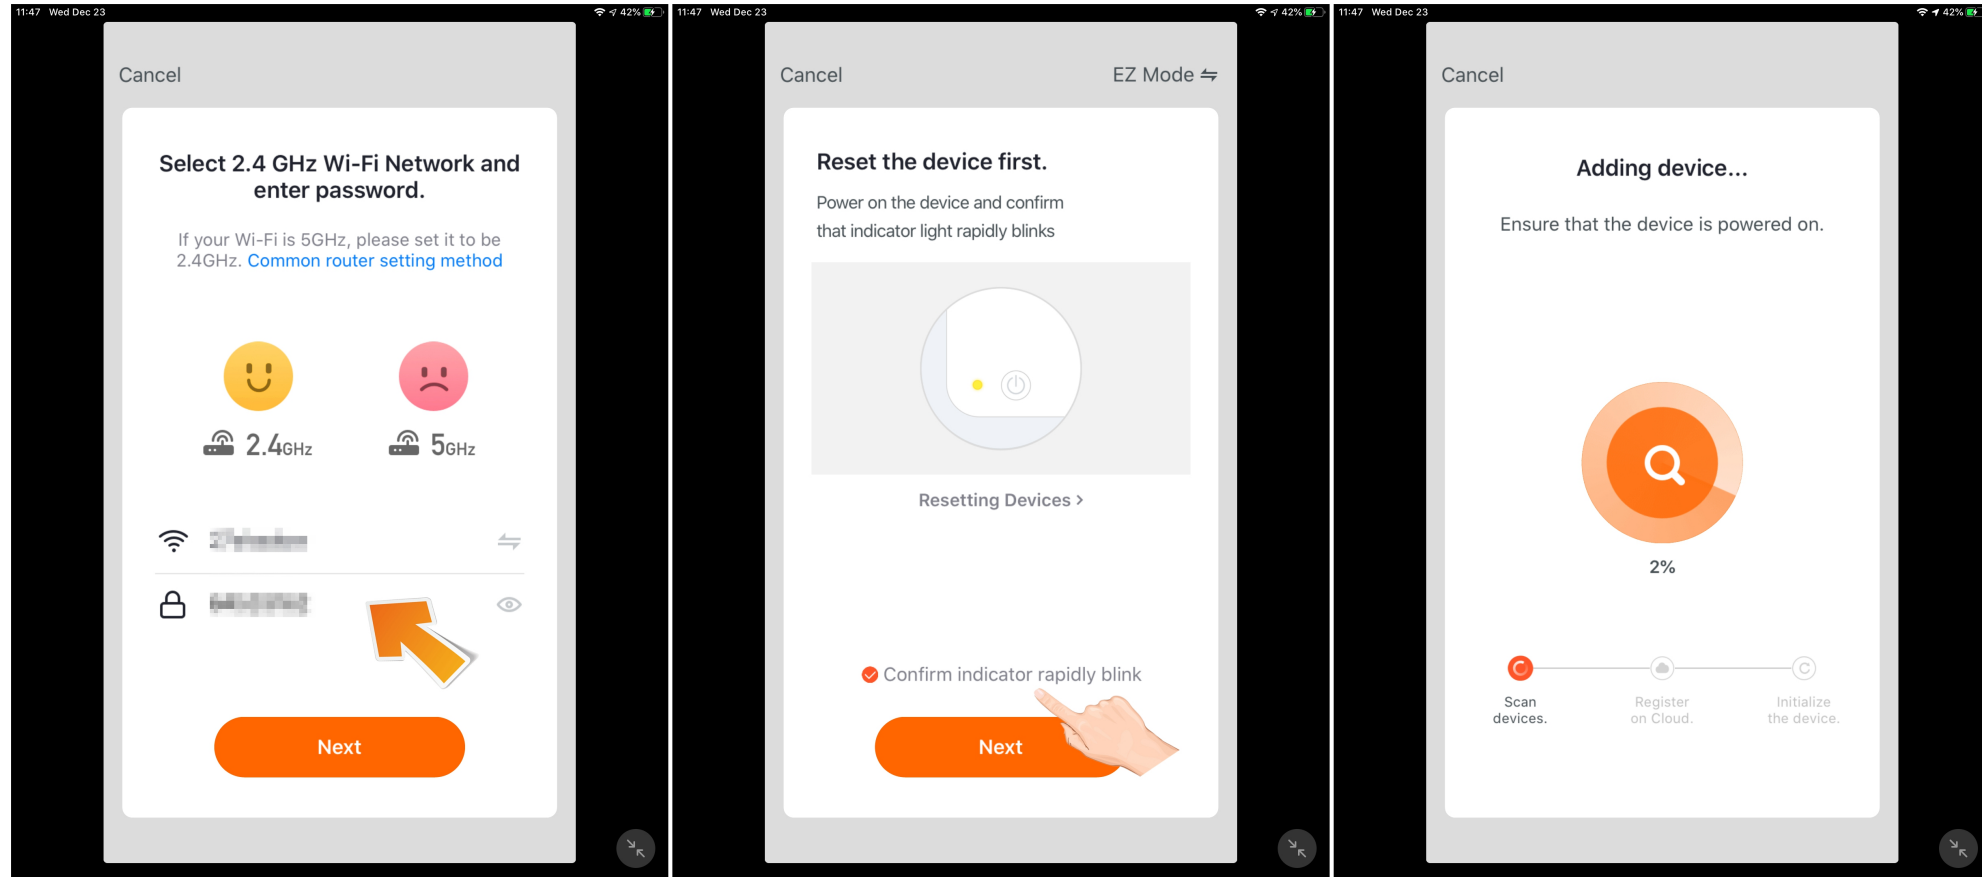 11:47 Wed Dec 23
42%
Cancel
Select 2.4 GHz Wi-Fi Network and
enter password.
If your Wi-Fi is 5GHz, please set it to be
2.4GHz. Common router setting method
2.4GHz
5GHz
Next
11:47 Wed Dec 23
42%
Cancel
EZ Mode
Reset the device first.
Power on the device and confirm
that indicator light rapidly blinks
Resetting Devices >
Confirm indicator rapidly blink
Next
11:47 Wed Dec 23
42%
Cancel
Adding device...
Ensure that the device is powered on.
2%
Scan
devices.
Register
on Cloud.
Initialize
the device.